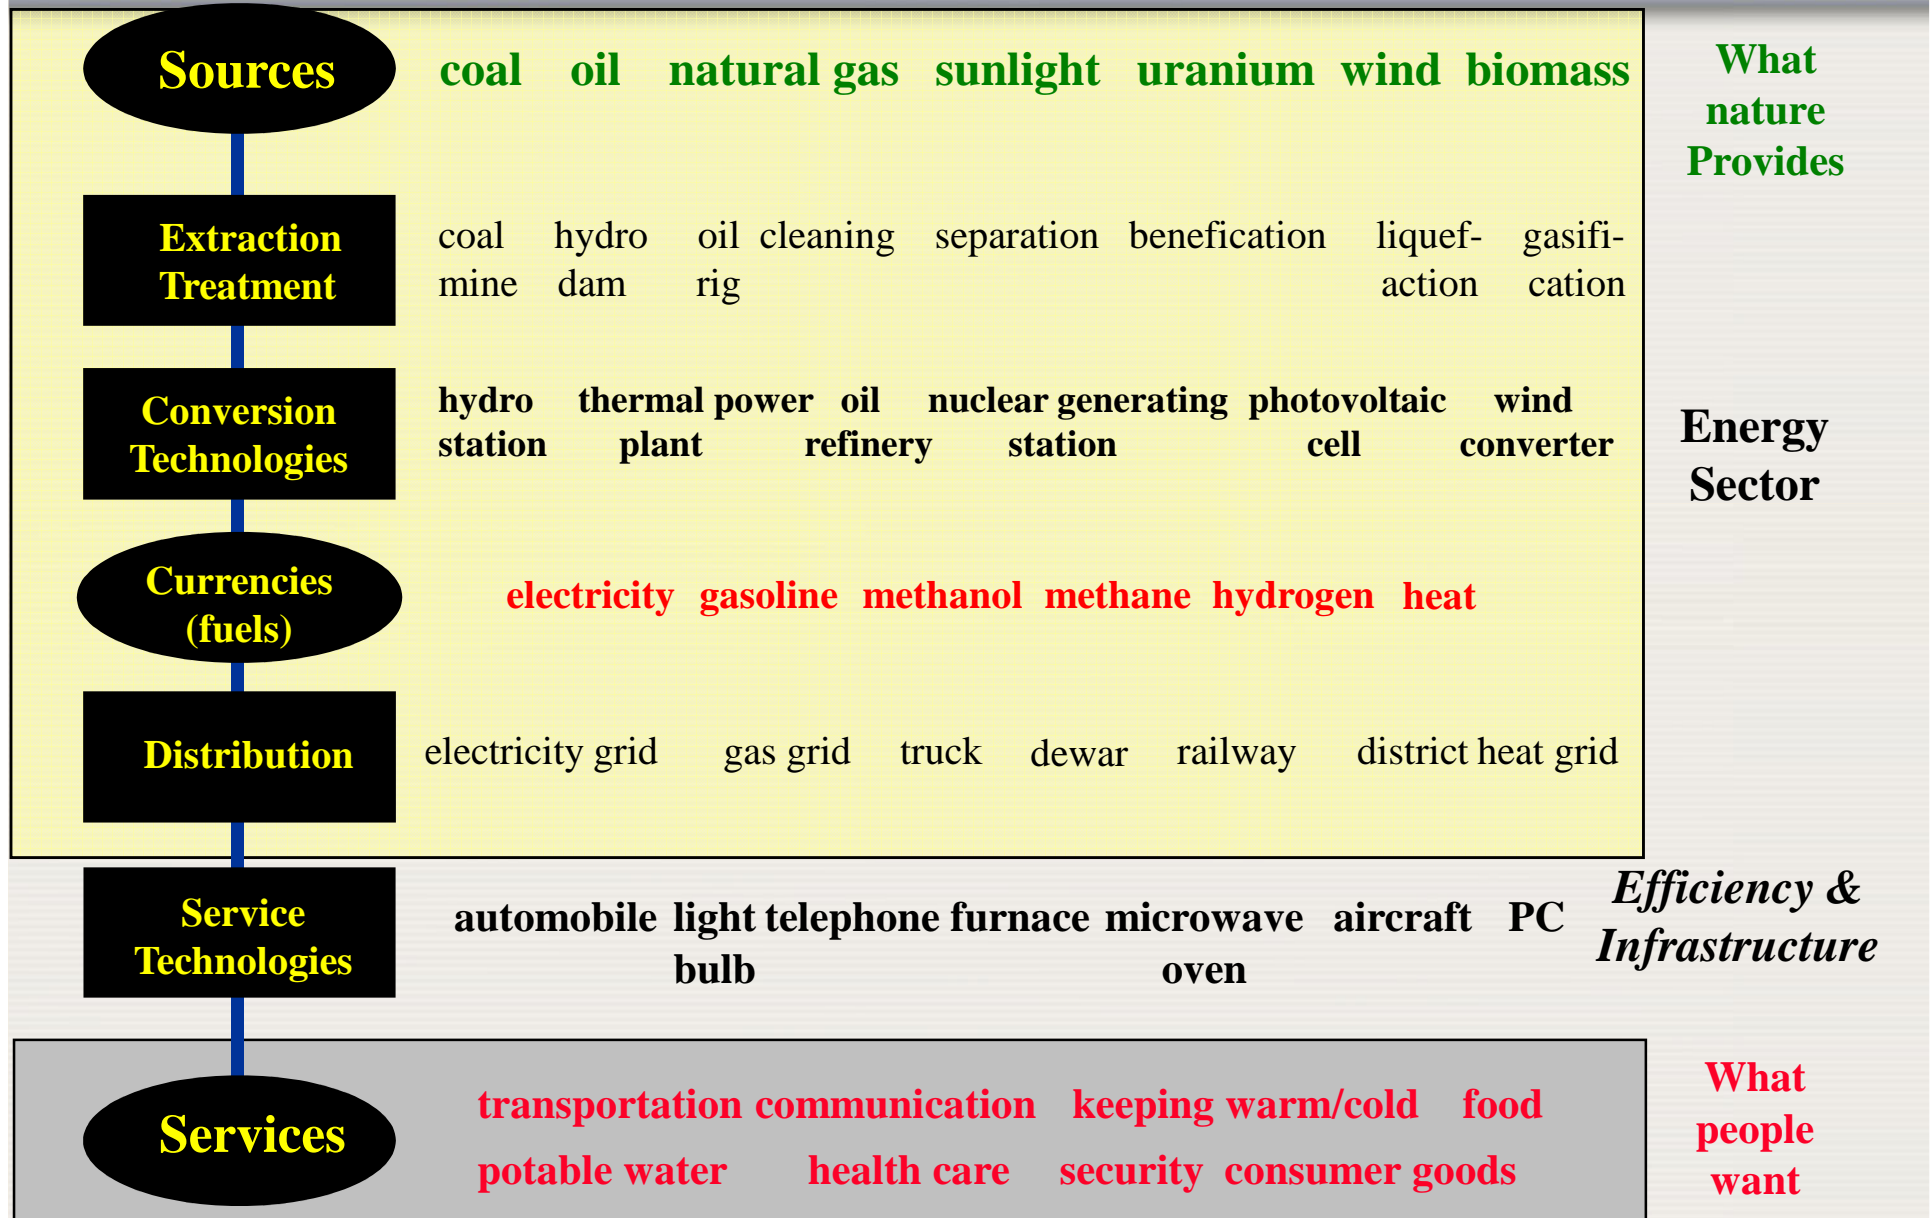 Sources
coal oil natural gas sunlight uranium wind biomass
What
nature
Provides
Extraction
Treatment
coal hydro oil cleaning separation benefication liquef- gasifi-
mine dam rig action cation
Conversion
Technologies
hydro thermal power oil nuclear generating photovoltaic wind
station plant refinery station cell converter
Energy
Sector
Currencies
(fuels)
electricity gasoline methanol methane hydrogen heat
Distribution
electricity grid gas grid truck dewar railway district heat grid
Service
Technologies
automobile light telephone furnace microwave aircraft PC
bulb oven
Efficiency &
Infrastructure
Services
transportation communication keeping warm/cold food
potable water health care security consumer goods
What
people
want